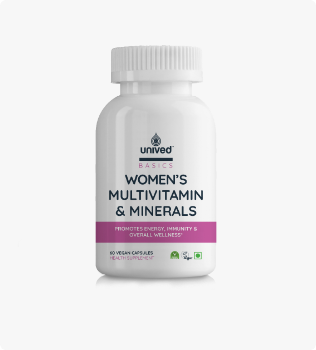 unived
BASICS
WOMEN'S
MULTIVITAMIN
& MINERALS
PROMOTES ENERGY, IMMUNITY &
OVERALL WELLNESS*
60 VEGAN CAPSULES
HEALTH SUPPLEMENT